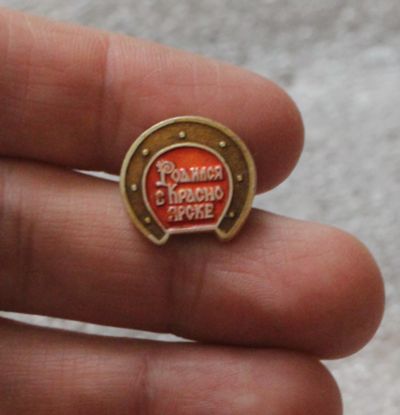 Родился
в Красно
ярске